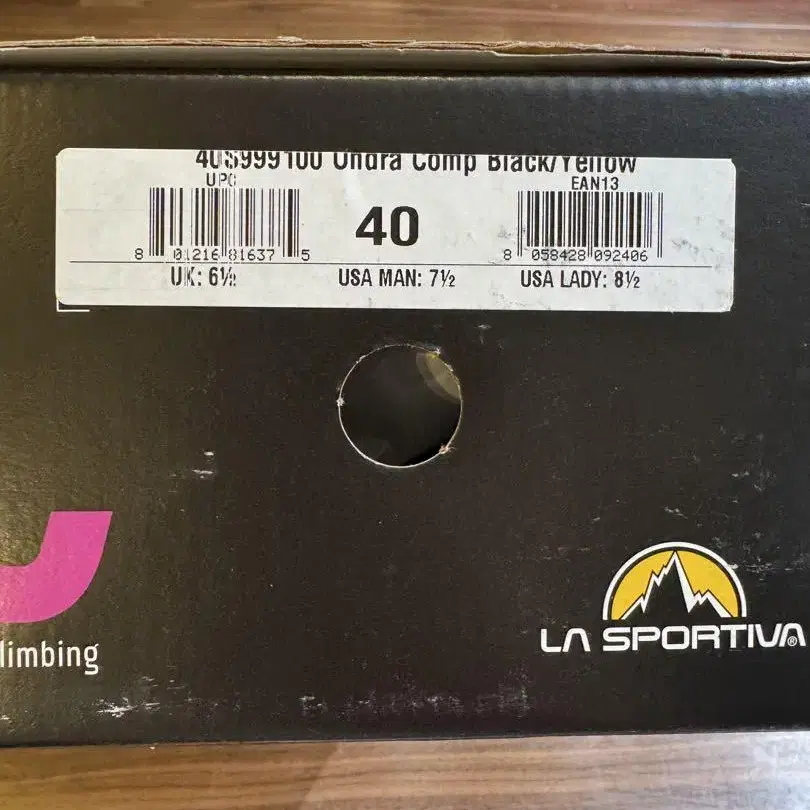 40S999100 Ondra Comp Black/Yellow
UPC
EAN13
40
8 01216 81637 5
8 058428 092406
UK: 6½
USA MAN: 7½
USA LADY: 8½
limbing
LA SPORTIVA®